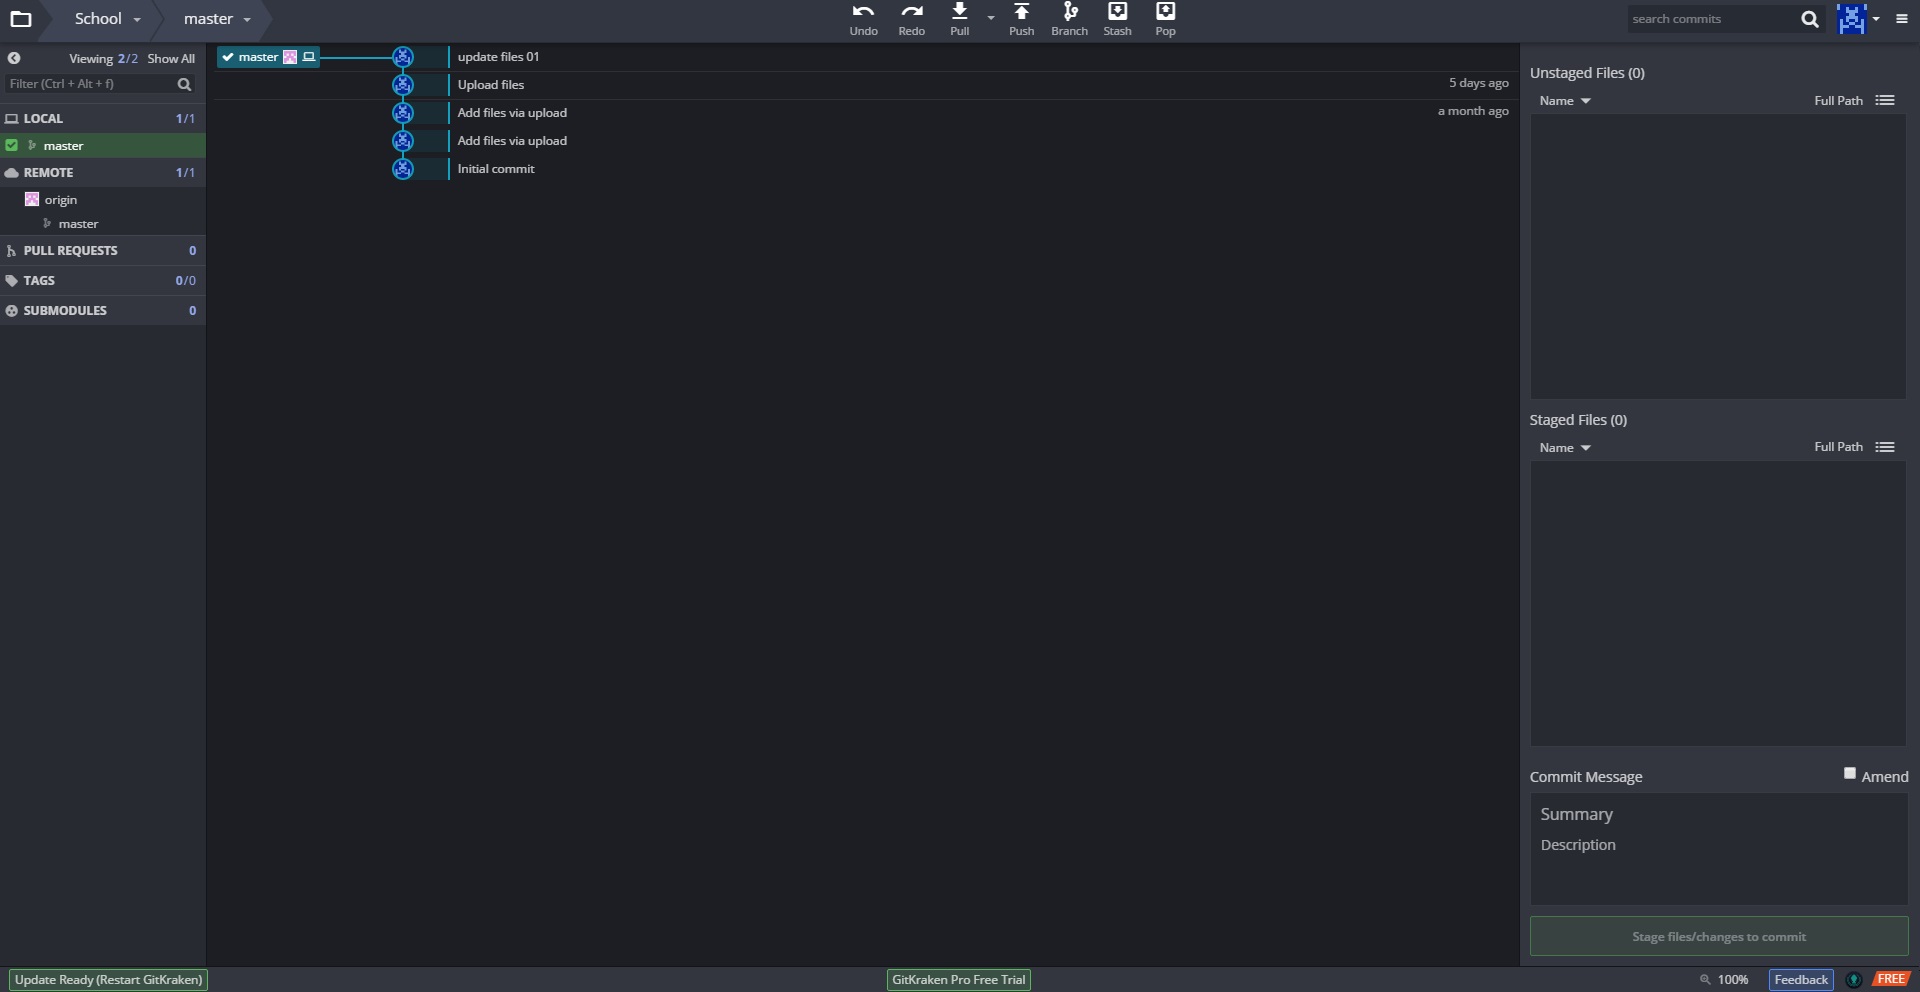 School
master
Undo
Redo
Pull
Push
Branch
Stash
Pop
search commits
Viewing 2/2 Show All
Filter (Ctrl + Alt + f)
LOCAL 1/1
master
REMOTE 1/1
origin
master
PULL REQUESTS 0
TAGS 0/0
SUBMODULES 0
master
update files 01
Upload files
5 days ago
Add files via upload
a month ago
Add files via upload
Initial commit
Unstaged Files (0)
Name Full Path
Staged Files (0)
Name Full Path
Commit Message Amend
Summary
Description
Stage files/changes to commit
Update Ready (Restart GitKraken)
GitKraken Pro Free Trial
100%
Feedback
FREE